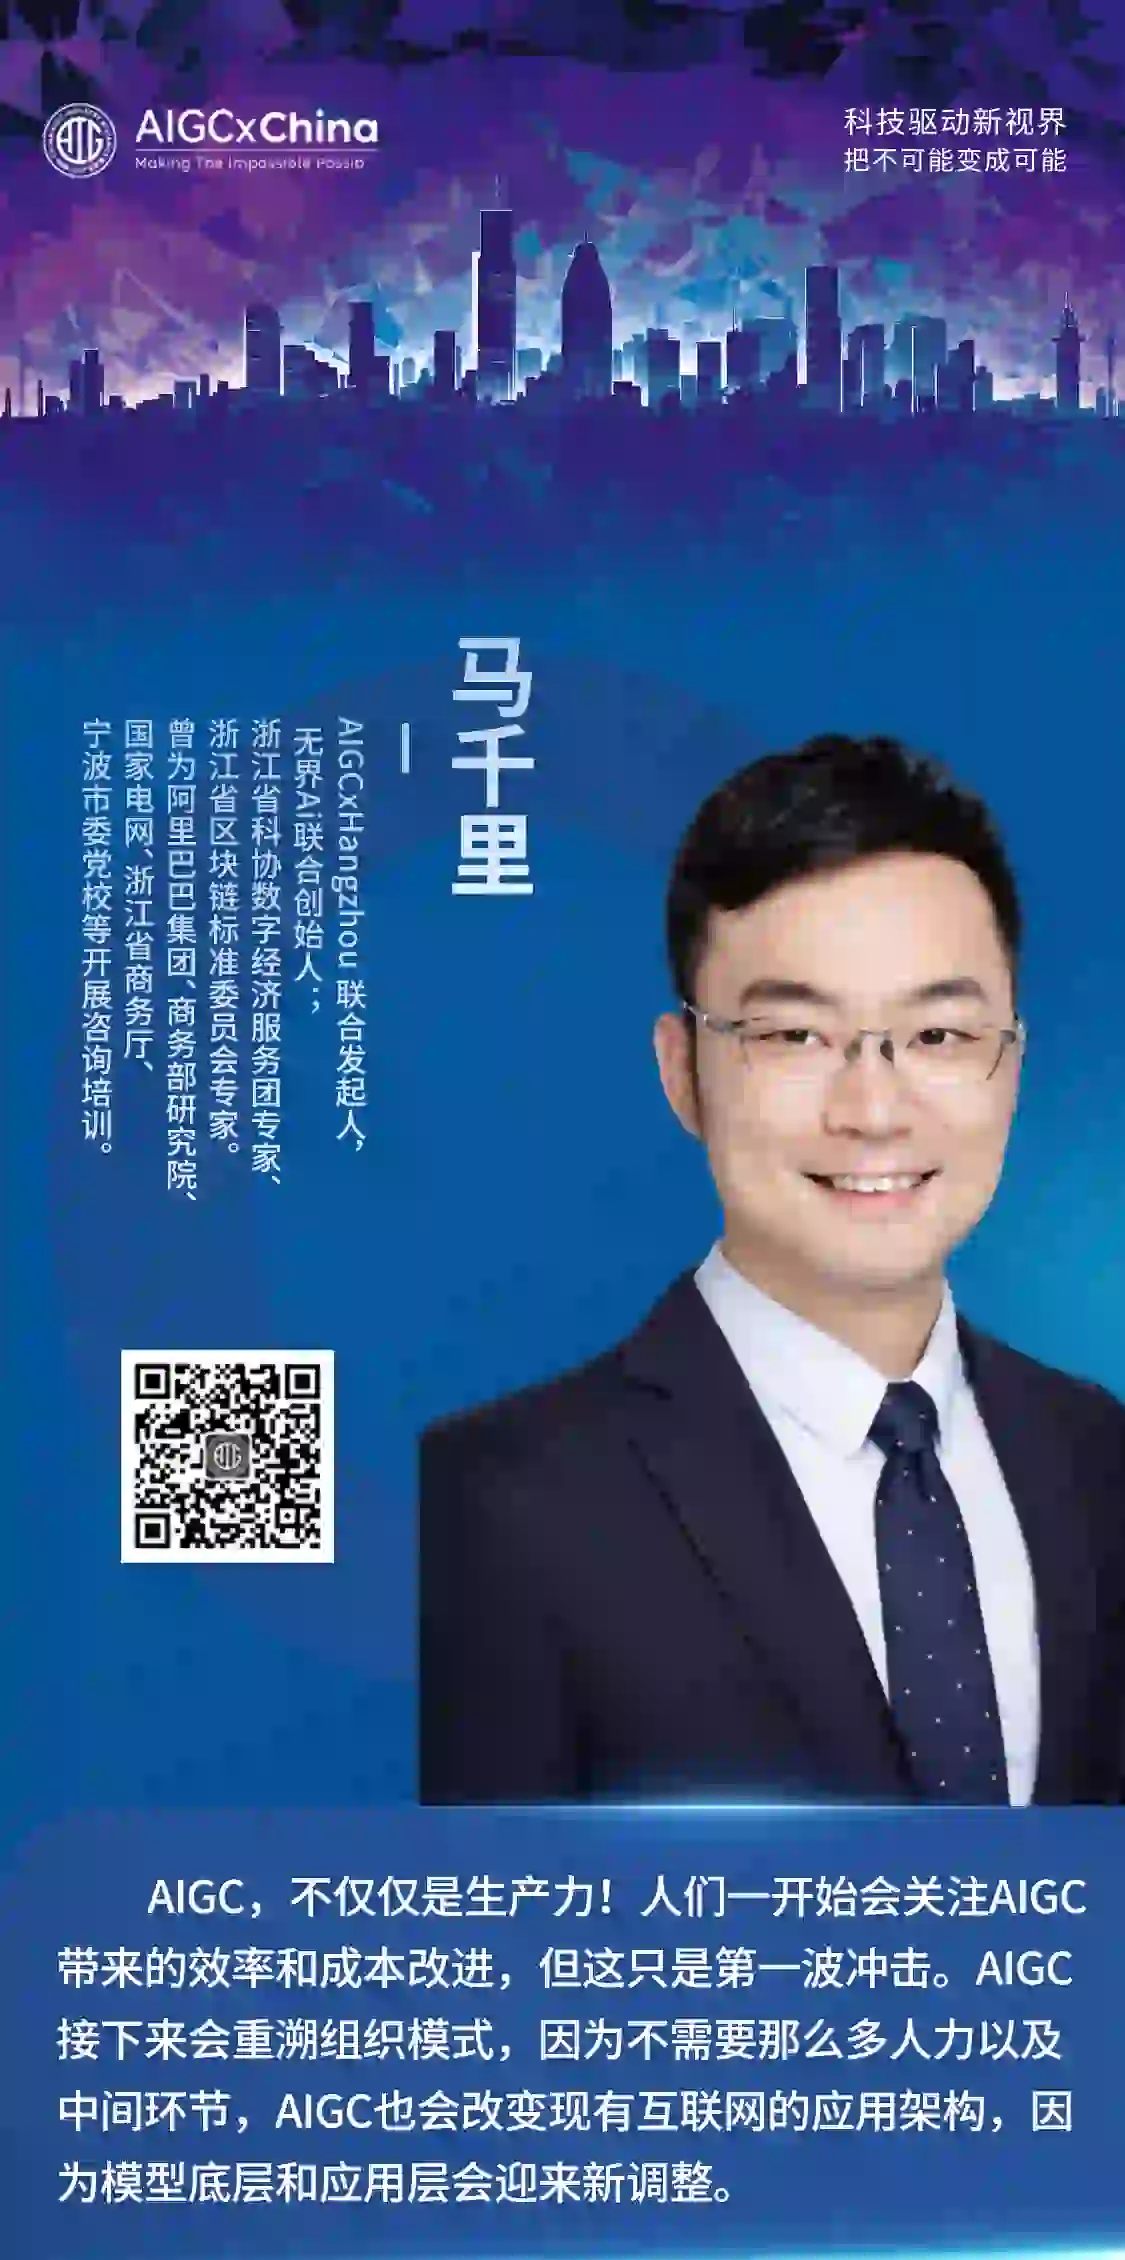 AIGCxChina
Making The Impossible Possip
科技驱动新视界
把不可能变成可能
马千里
AIGCxHangzhou 联合发起人，
无界Ai联合创始人；
浙江省科协数字经济服务团专家、
浙江省区块链标准委员会专家。
曾为阿里巴巴集团、商务部研究院、
国家电网、浙江省商务厅、
宁波市委党校等开展咨询培训。
AIGC，不仅仅是生产力！人们一开始会关注AIGC
带来的效率和成本改进，但这只是第一波冲击。AIGC
接下来会重溯组织模式，因为不需要那么多人力以及
中间环节，AIGC也会改变现有互联网的应用架构，因
为模型底层和应用层会迎来新调整。